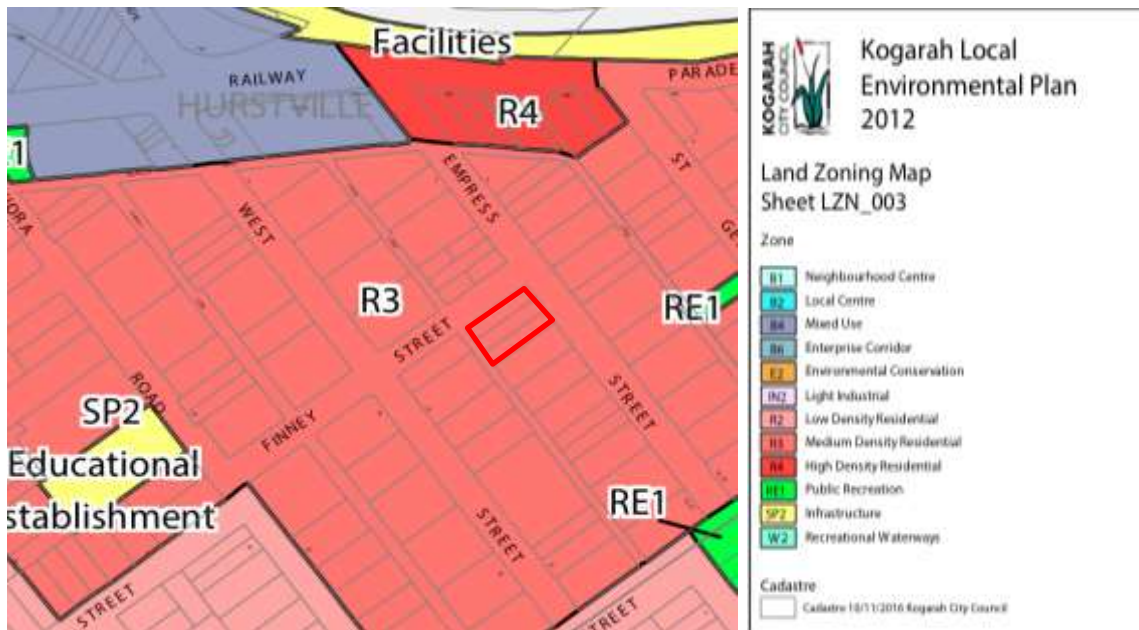 Facilities
RAILWAY
PARADE
HURSTVILLE
R4
1
EMPRESS
ST
WEST
R3
RE1
STREET
ROAD
STREET
SP2
FINNEY
Educational
stablishment
RE1
STREET
STREET
STREET
KOGARAH
CITY COUNCIL
Kogarah Local
Environmental Plan
2012
Land Zoning Map
Sheet LZN_003
Zone
B1 Neighbourhood Centre
B2 Local Centre
B4 Mixed Use
B6 Enterprise Corridor
E2 Environmental Conservation
IN2 Light Industrial
R2 Low Density Residential
R3 Medium Density Residential
R4 High Density Residential
RE1 Public Recreation
SP2 Infrastructure
W2 Recreational Waterways
Cadastre
Cadastre 10/11/2016 Kogarah City Council